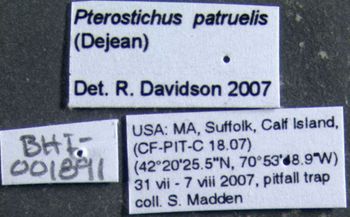 Pterostichus patruelis
(Dejean)
Det. R. Davidson 2007
BHI-
001891
USA: MA, Suffolk, Calf Island,
(CF-PIT-C 18.07)
(42°20'25.5"N, 70°53'48.9"W)
31 vii - 7 viii 2007, pitfall trap
coll. S. Madden